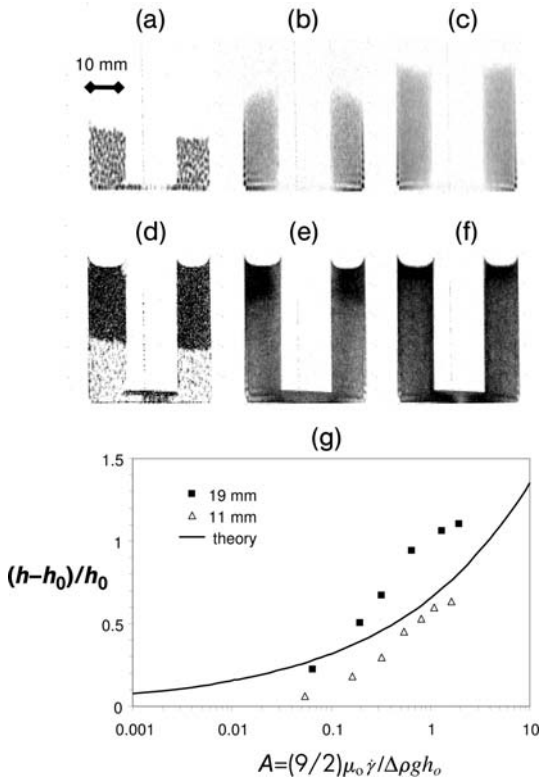 (a) (b) (c)
10 mm
(d) (e) (f)
(g)
1.5
1
0.5
0
(h–h₀)/h₀
■ 19 mm
△ 11 mm
— theory
0.001 0.01 0.1 1 10
A=(9/2)μₒγ̇/Δρghₒ